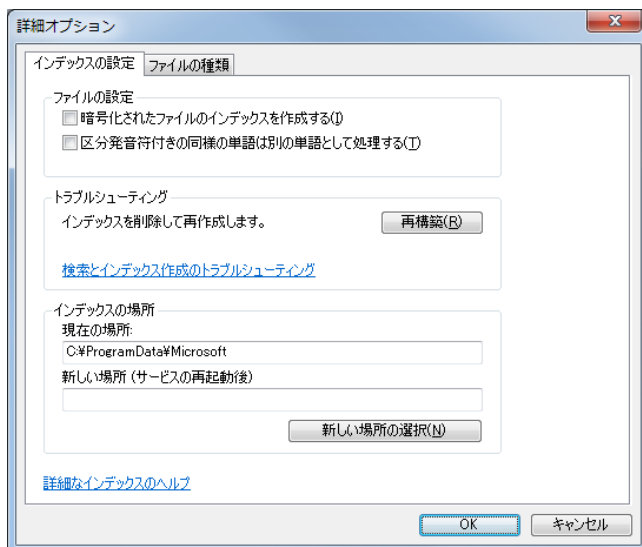 詳細オプション
インデックスの設定 ファイルの種類
ファイルの設定
暗号化されたファイルのインデックスを作成する(I)
区分発音符付きの同様の単語は別の単語として処理する(T)
トラブルシューティング
インデックスを削除して再作成します。 再構築(R)
検索とインデックス作成のトラブルシューティング
インデックスの場所
現在の場所:
C:¥ProgramData¥Microsoft
新しい場所 (サービスの再起動後)
新しい場所の選択(N)
詳細なインデックスのヘルプ
OK キャンセル